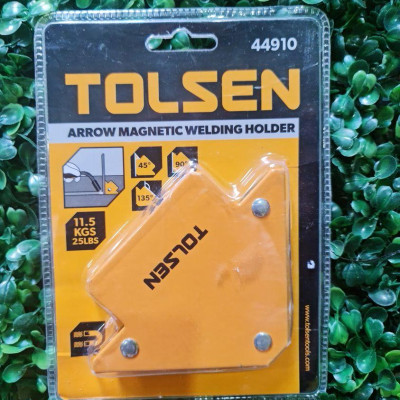 44910
TOLSEN
ARROW MAGNETIC WELDING HOLDER
45°
90°
135°
11.5
KGS
25LBS
TOLSEN
www.tolsentools.com